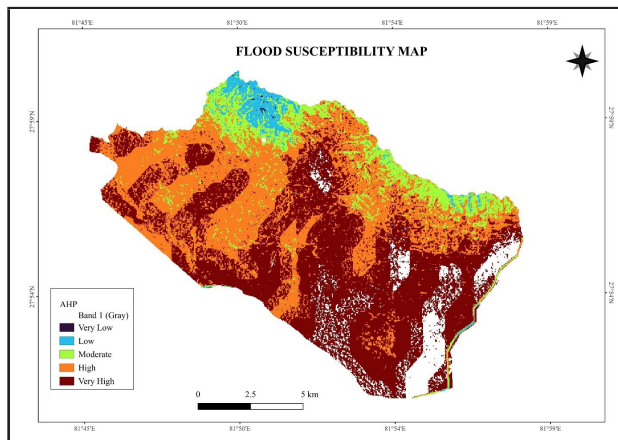 81°45'E 81°50'E 81°54'E 81°59'E
FLOOD SUSCEPTIBILITY MAP
27°59'N 27°59'N
27°54'N 27°54'N
AHP
Band 1 (Gray)
Very Low
Low
Moderate
High
Very High
0 2.5 5 km
81°45'E 81°50'E 81°54'E 81°59'E